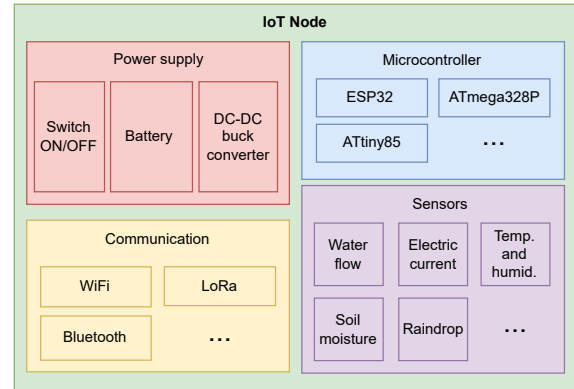 IoT Node
Power supply
Switch
ON/OFF
Battery
DC-DC
buck
converter
Microcontroller
ESP32
ATmega328P
ATtiny85
...
Communication
WiFi
LoRa
Bluetooth
...
Sensors
Water
flow
Electric
current
Temp.
and
humid.
Soil
moisture
Raindrop
...